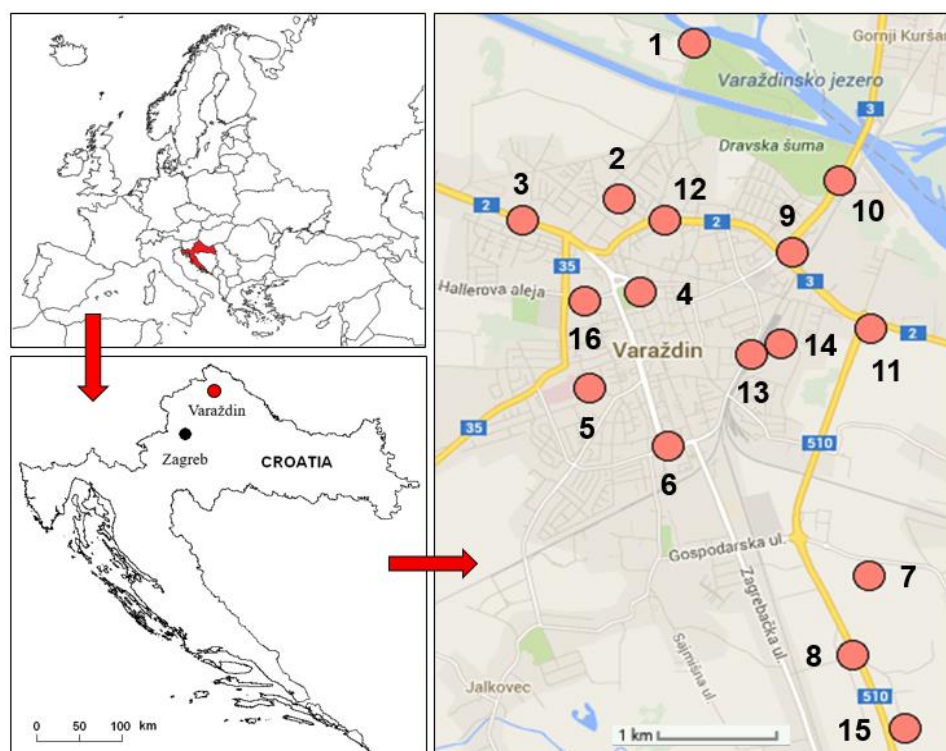 Varaždin
Zagreb
CROATIA
0 50 100 km
1
Gornji Kuršan
Varaždinsko jezero
3
Dravska šuma
2
3
12
10
2
2
9
35
3
Hallerova aleja
4
2
16
Varaždin
14
13
11
5
35
510
6
Gospodarska ul.
7
Zagrebačka ul.
Sajmišna ul
8
Jalkovec
510
1 km
15